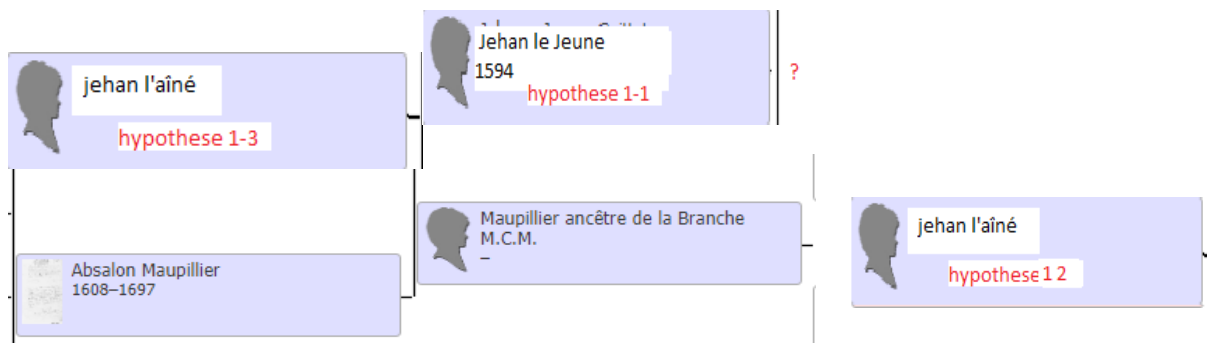 Jehan le Jeune
1594
hypothese 1-1
?
jehan l'aîné
hypothese 1-3
Maupillier ancêtre de la Branche
M.C.M.
–
jehan l'aîné
hypothese 1 2
Absalon Maupillier
1608–1697